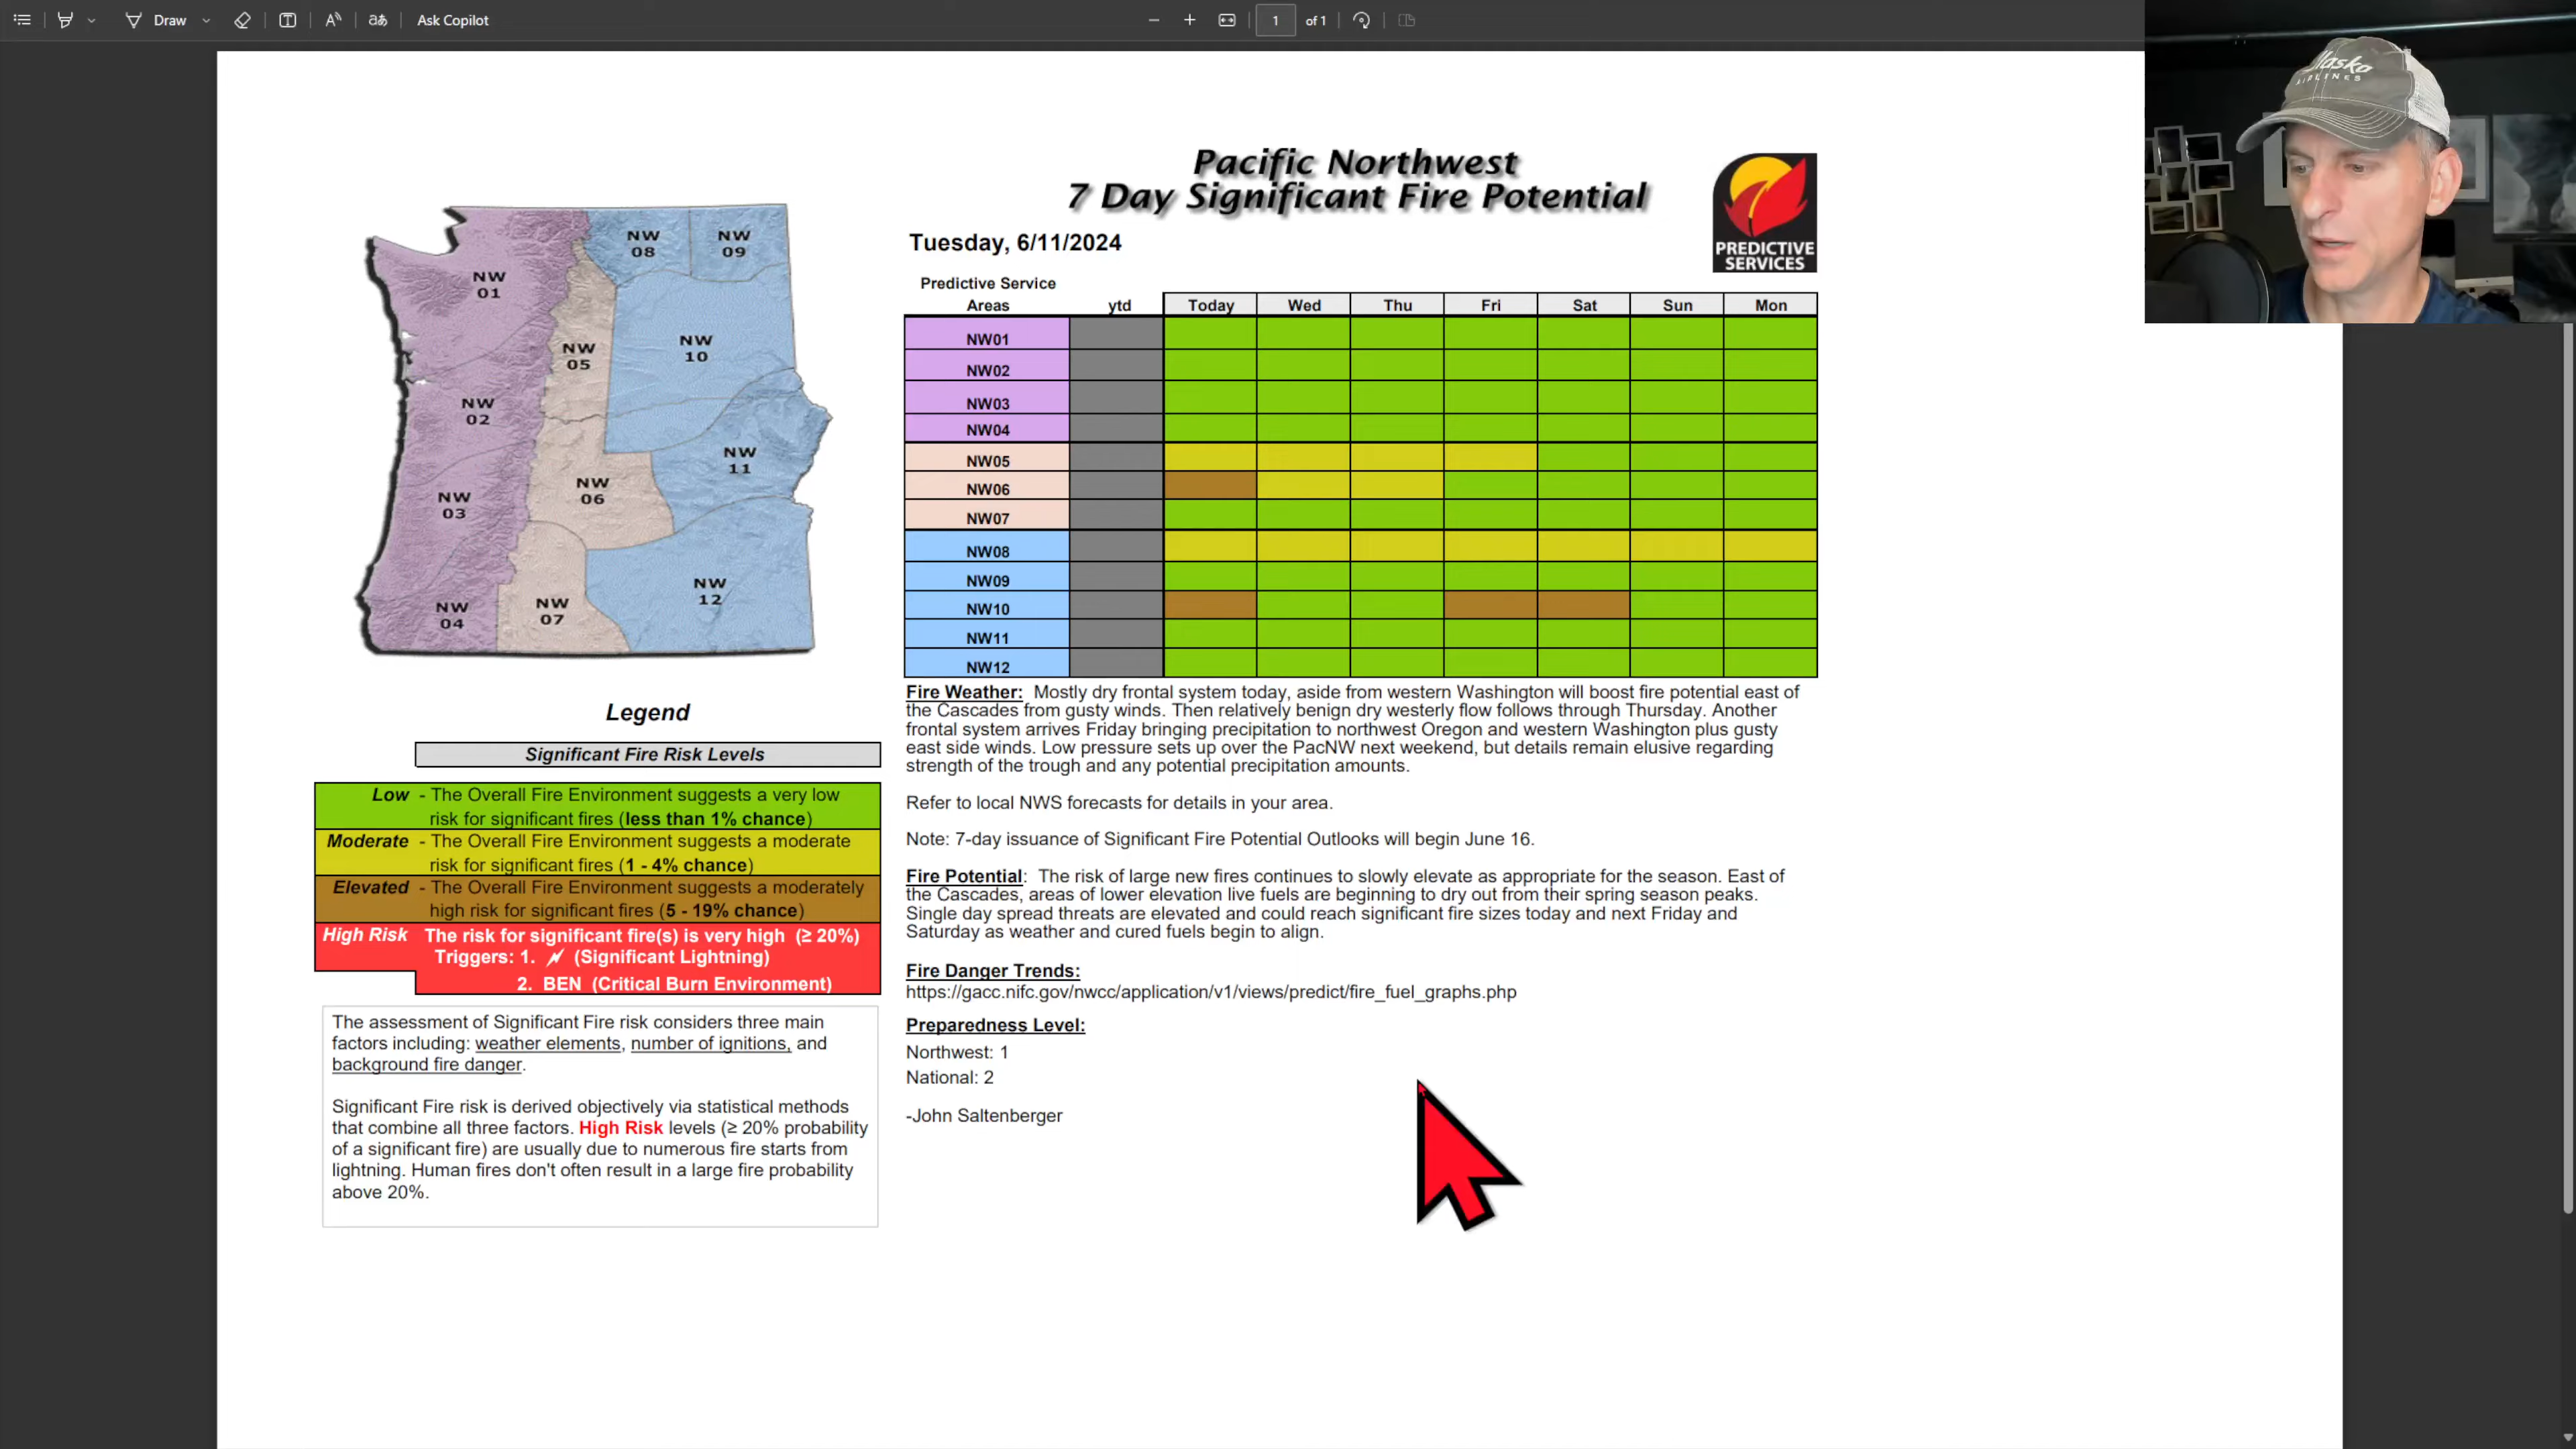 Draw
Ask Copilot
1 of 1
Alaska
AIRLINES
Pacific Northwest
7 Day Significant Fire Potential
PREDICTIVE
SERVICES
Tuesday, 6/11/2024
NW 01
NW 02
NW 03
NW 04
NW 05
NW 06
NW 07
NW 08
NW 09
NW 10
NW 11
NW 12
Predictive Service
Areas ytd Today Wed Thu Fri Sat Sun Mon
NW01
NW02
NW03
NW04
NW05
NW06
NW07
NW08
NW09
NW10
NW11
NW12
Legend
Significant Fire Risk Levels
Low - The Overall Fire Environment suggests a very low
risk for significant fires (less than 1% chance)
Moderate - The Overall Fire Environment suggests a moderate
risk for significant fires (1 - 4% chance)
Elevated - The Overall Fire Environment suggests a moderately
high risk for significant fires (5 - 19% chance)
High Risk The risk for significant fire(s) is very high (≥ 20%)
Triggers: 1. (Significant Lightning)
2. BEN (Critical Burn Environment)
The assessment of Significant Fire risk considers three main
factors including: weather elements, number of ignitions, and
background fire danger.
Significant Fire risk is derived objectively via statistical methods
that combine all three factors. High Risk levels (≥ 20% probability
of a significant fire) are usually due to numerous fire starts from
lightning. Human fires don't often result in a large fire probability
above 20%.
Fire Weather: Mostly dry frontal system today, aside from western Washington will boost fire potential east of
the Cascades from gusty winds. Then relatively benign dry westerly flow follows through Thursday. Another
frontal system arrives Friday bringing precipitation to northwest Oregon and western Washington plus gusty
east side winds. Low pressure sets up over the PacNW next weekend, but details remain elusive regarding
strength of the trough and any potential precipitation amounts.
Refer to local NWS forecasts for details in your area.
Note: 7-day issuance of Significant Fire Potential Outlooks will begin June 16.
Fire Potential: The risk of large new fires continues to slowly elevate as appropriate for the season. East of
the Cascades, areas of lower elevation live fuels are beginning to dry out from their spring season peaks.
Single day spread threats are elevated and could reach significant fire sizes today and next Friday and
Saturday as weather and cured fuels begin to align.
Fire Danger Trends:
https://gacc.nifc.gov/nwcc/application/v1/views/predict/fire_fuel_graphs.php
Preparedness Level:
Northwest: 1
National: 2
-John Saltenberger